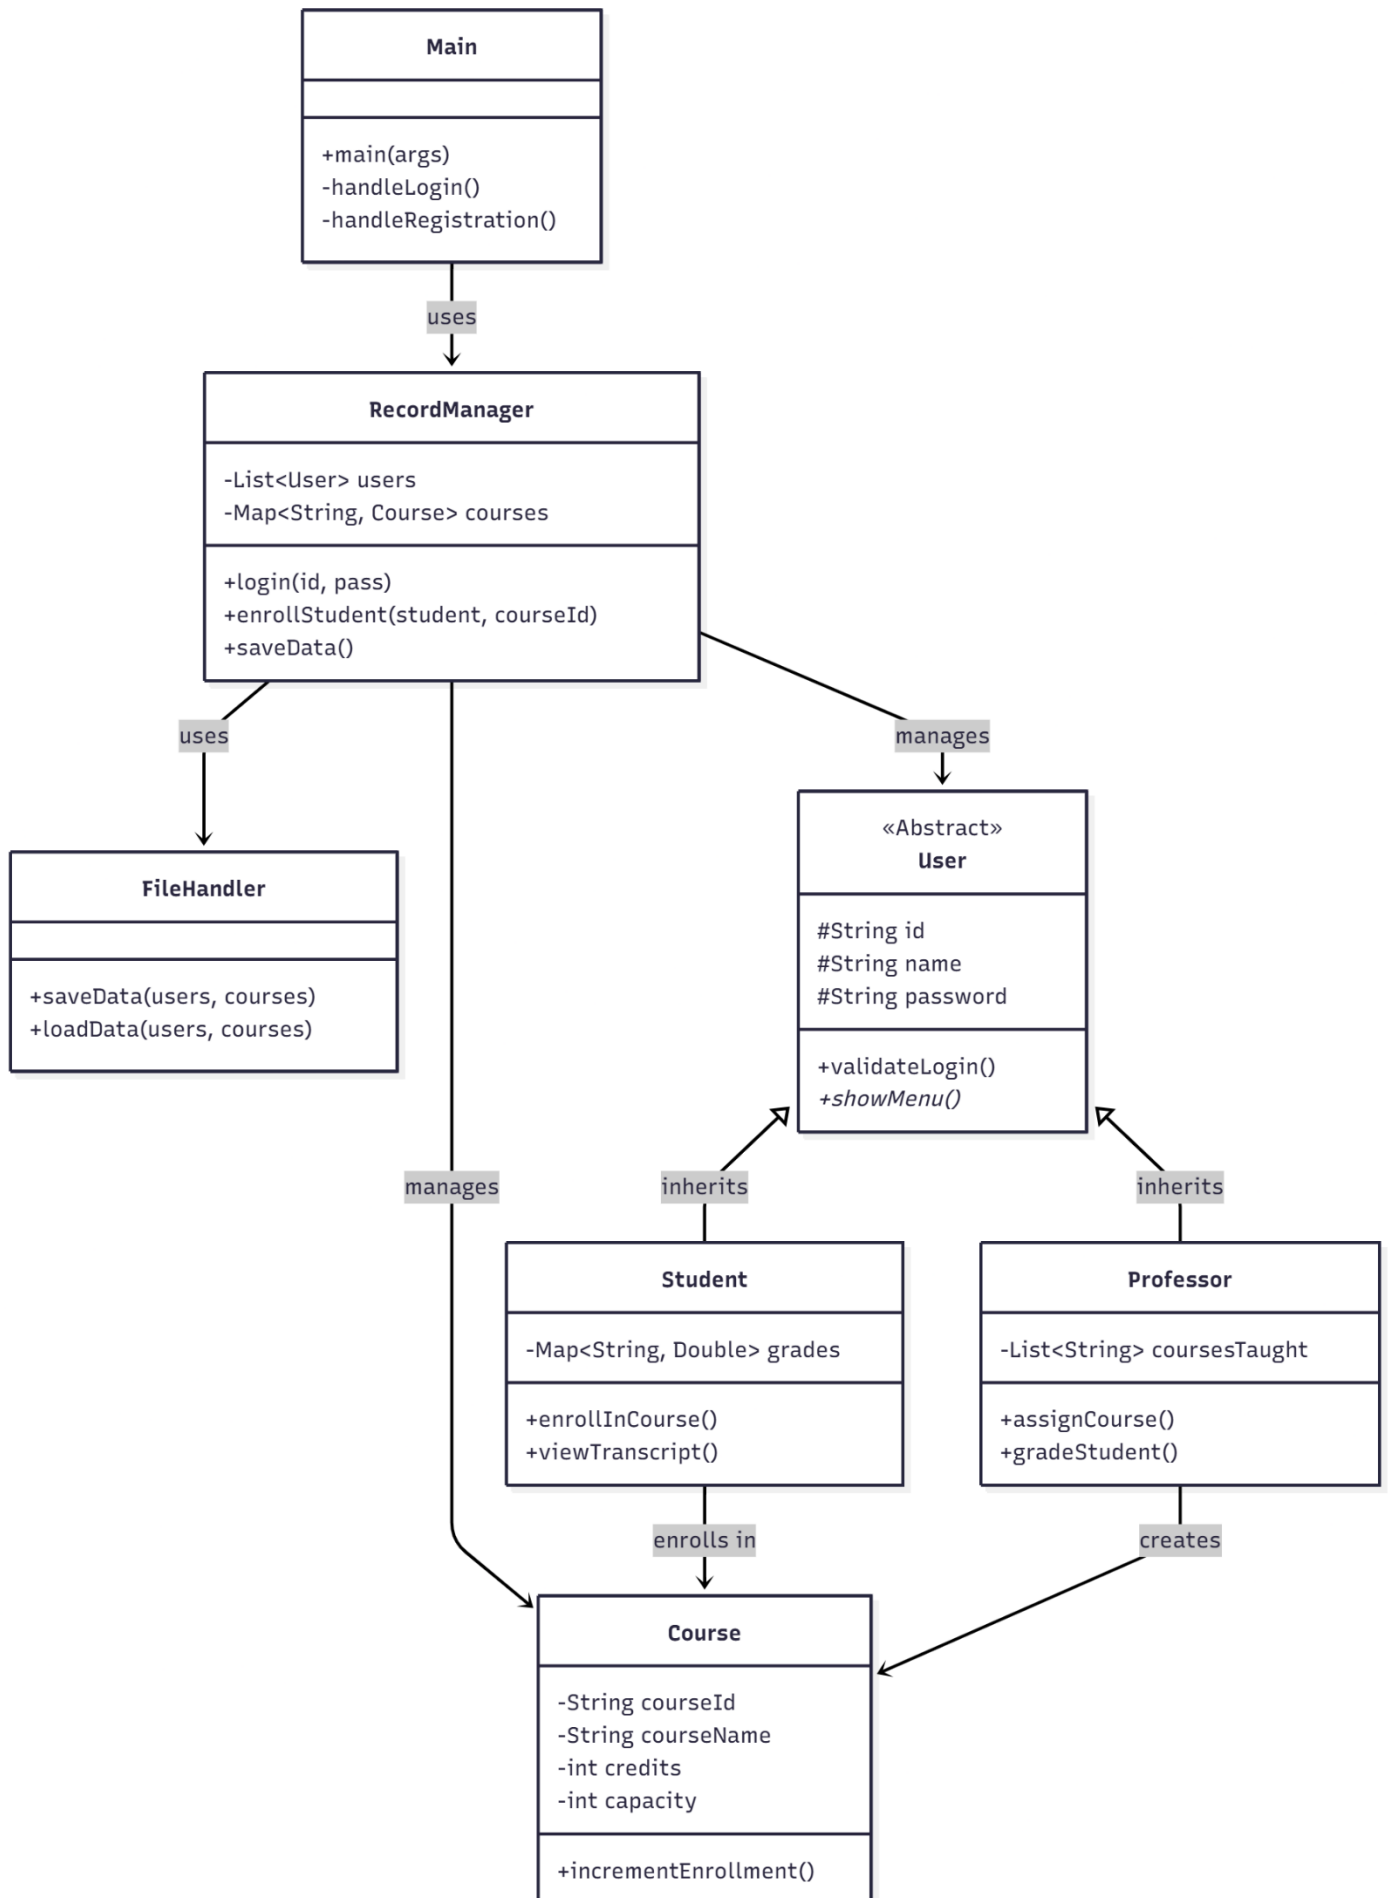 Main
+main(args)
-handleLogin()
-handleRegistration()
uses
RecordManager
-List<User> users
-Map<String, Course> courses
+login(id, pass)
+enrollStudent(student, courseId)
+saveData()
uses
manages
FileHandler
+saveData(users, courses)
+loadData(users, courses)
«Abstract»
User
#String id
#String name
#String password
+validateLogin()
+showMenu()
manages
inherits
inherits
Student
-Map<String, Double> grades
+enrollInCourse()
+viewTranscript()
Professor
-List<String> coursesTaught
+assignCourse()
+gradeStudent()
enrolls in
creates
Course
-String courseId
-String courseName
-int credits
-int capacity
+incrementEnrollment()